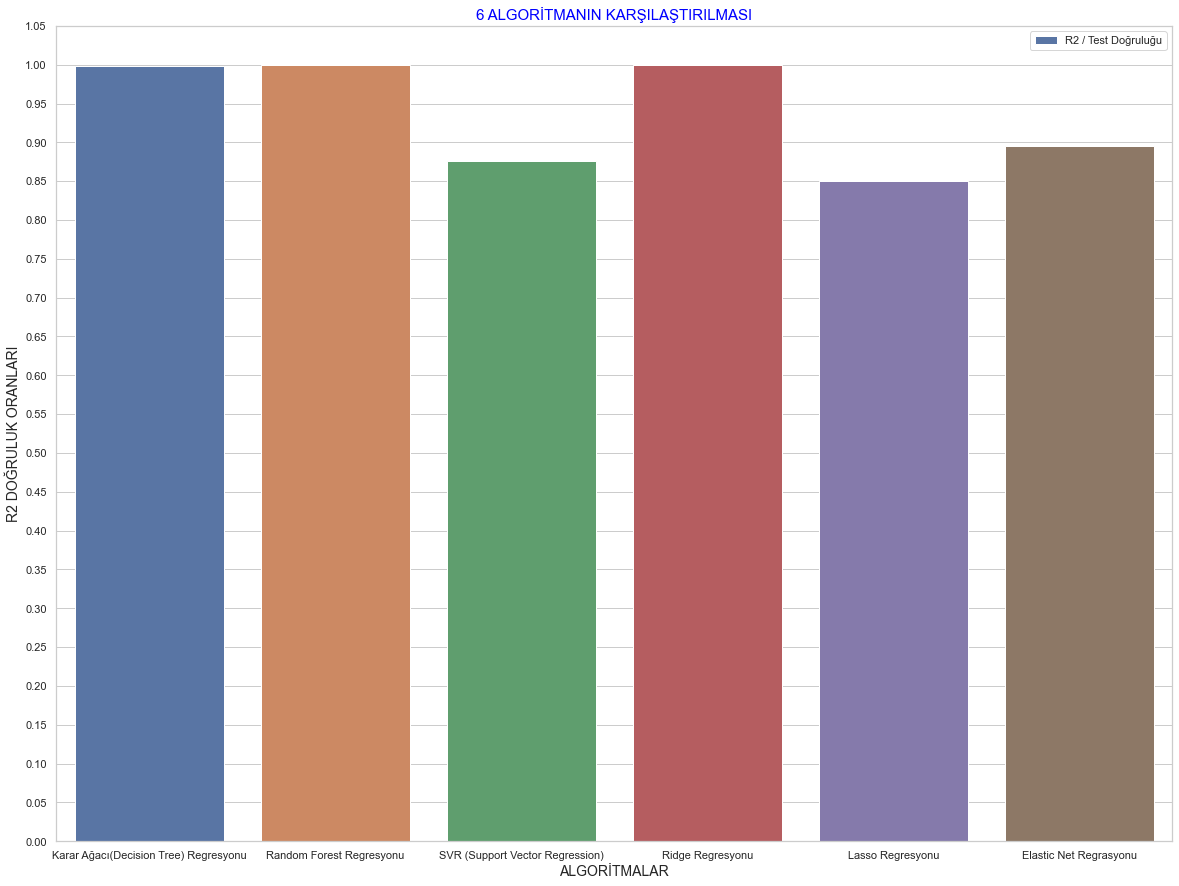 6 ALGORİTMANIN KARŞILAŞTIRILMASI
R2 / Test Doğruluğu
R2 DOĞRULUK ORANLARI
1.05
1.00
0.95
0.90
0.85
0.80
0.75
0.70
0.65
0.60
0.55
0.50
0.45
0.40
0.35
0.30
0.25
0.20
0.15
0.10
0.05
0.00
Karar Ağacı(Decision Tree) Regresyonu
Random Forest Regresyonu
SVR (Support Vector Regression)
Ridge Regresyonu
Lasso Regresyonu
Elastic Net Regrasyonu
ALGORİTMALAR